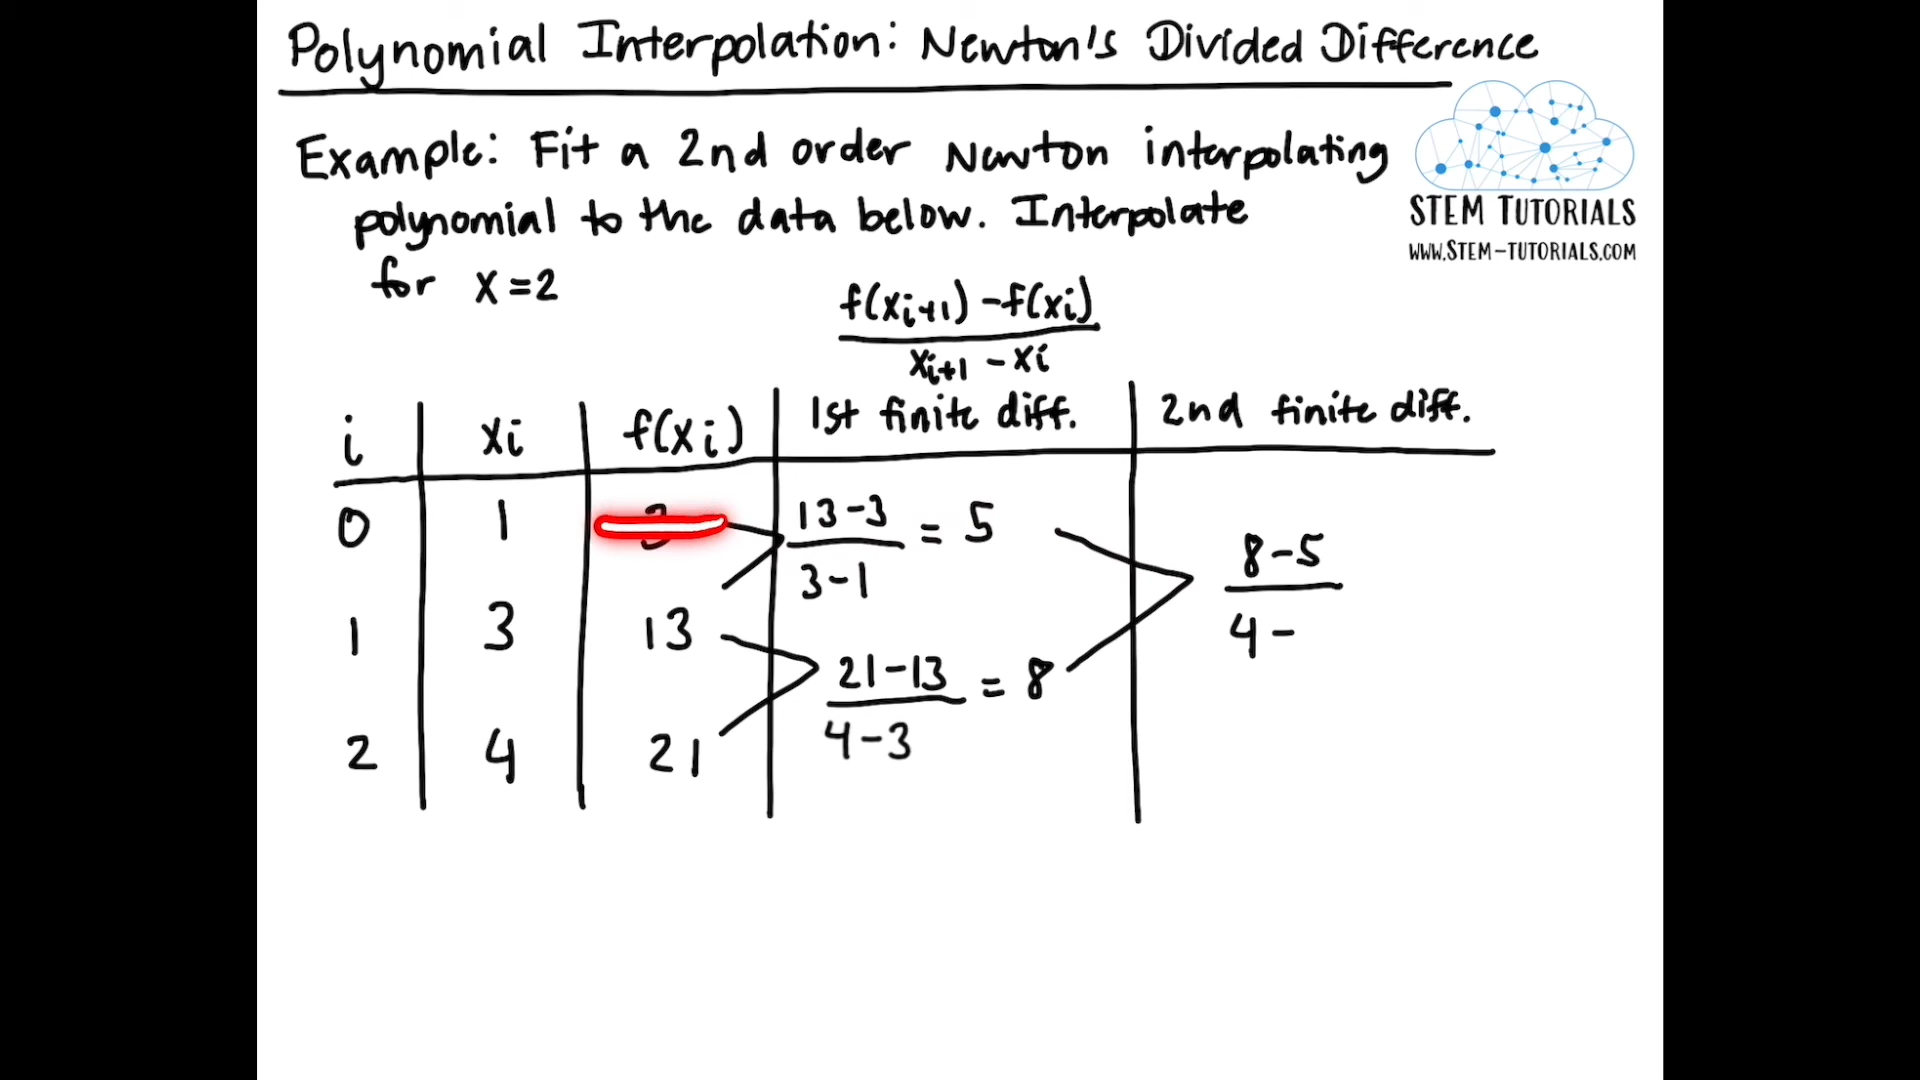 Polynomial Interpolation: Newton's Divided Difference
Example: Fit a 2nd order Newton interpolating
polynomial to the data below. Interpolate
for x = 2
STEM TUTORIALS
WWW.STEM-TUTORIALS.COM
f(xi+1) - f(xi)
xi+1 - xi
i xi f(xi) 1st finite diff. 2nd finite diff.
0 1 13-3 = 5
3-1
8-5
4-
1 3 13
21-13 = 8
4-3
2 4 21